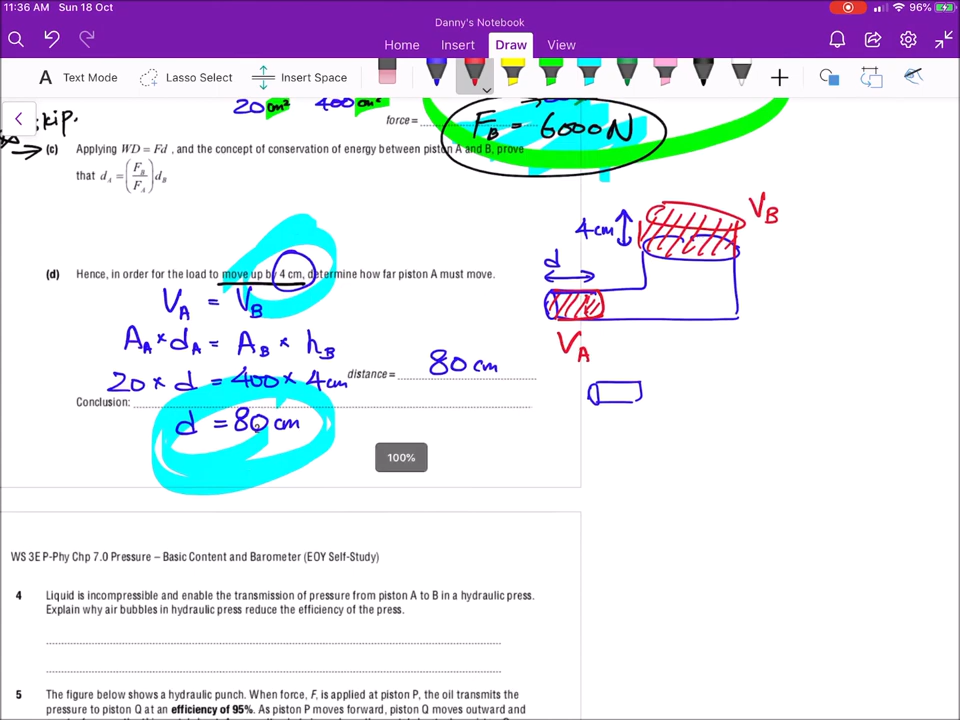 11:36 AM Sun 18 Oct
96%
Danny's Notebook
Home Insert Draw View
Text Mode Lasso Select Insert Space
20 cm² 400 cm²
kip.
force = F_B = 6000N
(c) Applying WD = Fd , and the concept of conservation of energy between piston A and B, prove
that d_A = (F_B/F_A) d_B
4cm
V_B
d
V_A
(d) Hence, in order for the load to move up by 4 cm, determine how far piston A must move.
V_A = V_B
A_A × d_A = A_B × h_B
20 × d = 400 × 4cm
distance = 80 cm
Conclusion:
d = 80 cm
100%
WS 3E P-Phy Chp 7.0 Pressure – Basic Content and Barometer (EOY Self-Study)
4 Liquid is incompressible and enable the transmission of pressure from piston A to B in a hydraulic press.
Explain why air bubbles in hydraulic press reduce the efficiency of the press.
5 The figure below shows a hydraulic punch. When force, F, is applied at piston P, the oil transmits the
pressure to piston Q at an efficiency of 95%. As piston P moves forward, piston Q moves outward and